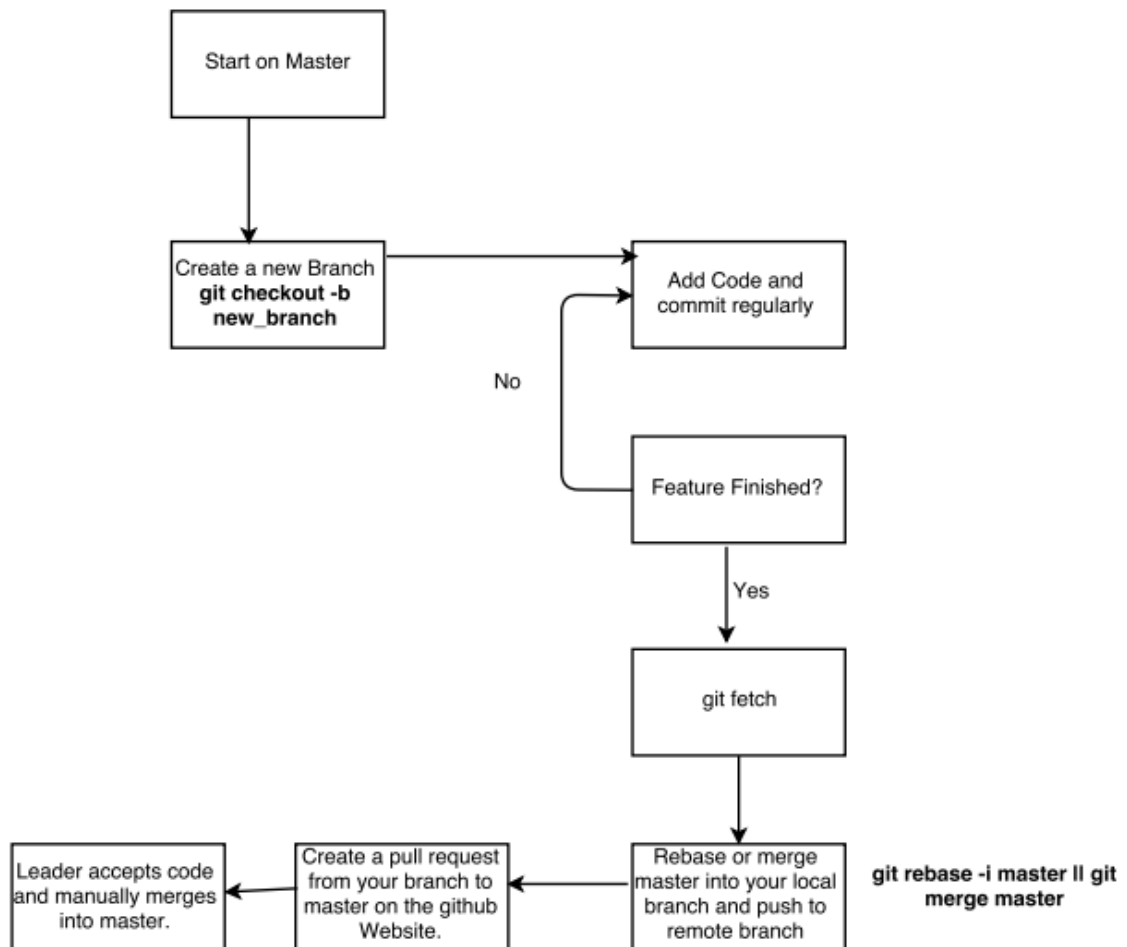 Start on Master
Create a new Branch
git checkout -b
new_branch
Add Code and
commit regularly
No
Feature Finished?
Yes
git fetch
Rebase or merge
master into your local
branch and push to
remote branch
git rebase -i master || git
merge master
Create a pull request
from your branch to
master on the github
Website.
Leader accepts code
and manually merges
into master.